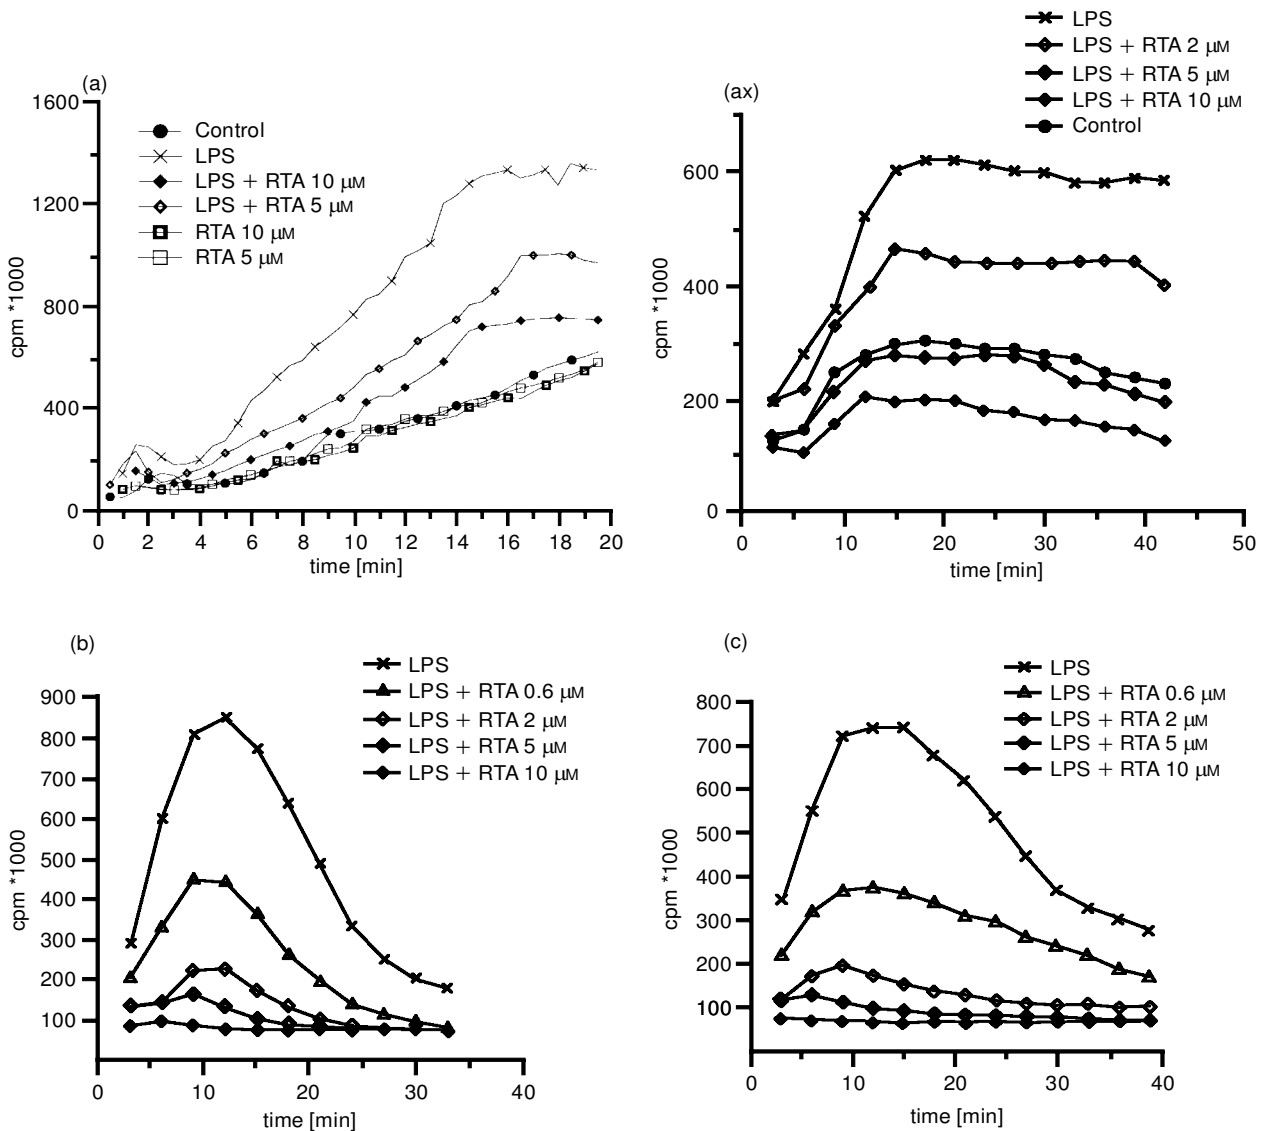 (a)
1600
1200
800
400
0
cpm *1000
Control
LPS
LPS + RTA 10 μM
LPS + RTA 5 μM
RTA 10 μM
RTA 5 μM
0 2 4 6 8 10 12 14 16 18 20
time [min]
(ax)
LPS
LPS + RTA 2 μM
LPS + RTA 5 μM
LPS + RTA 10 μM
Control
600
400
200
0
cpm *1000
0 10 20 30 40 50
time [min]
(b)
LPS
LPS + RTA 0.6 μM
LPS + RTA 2 μM
LPS + RTA 5 μM
LPS + RTA 10 μM
900
800
700
600
500
400
300
200
100
cpm *1000
0 10 20 30 40
time [min]
(c)
LPS
LPS + RTA 0.6 μM
LPS + RTA 2 μM
LPS + RTA 5 μM
LPS + RTA 10 μM
800
700
600
500
400
300
200
100
cpm *1000
0 10 20 30 40
time [min]